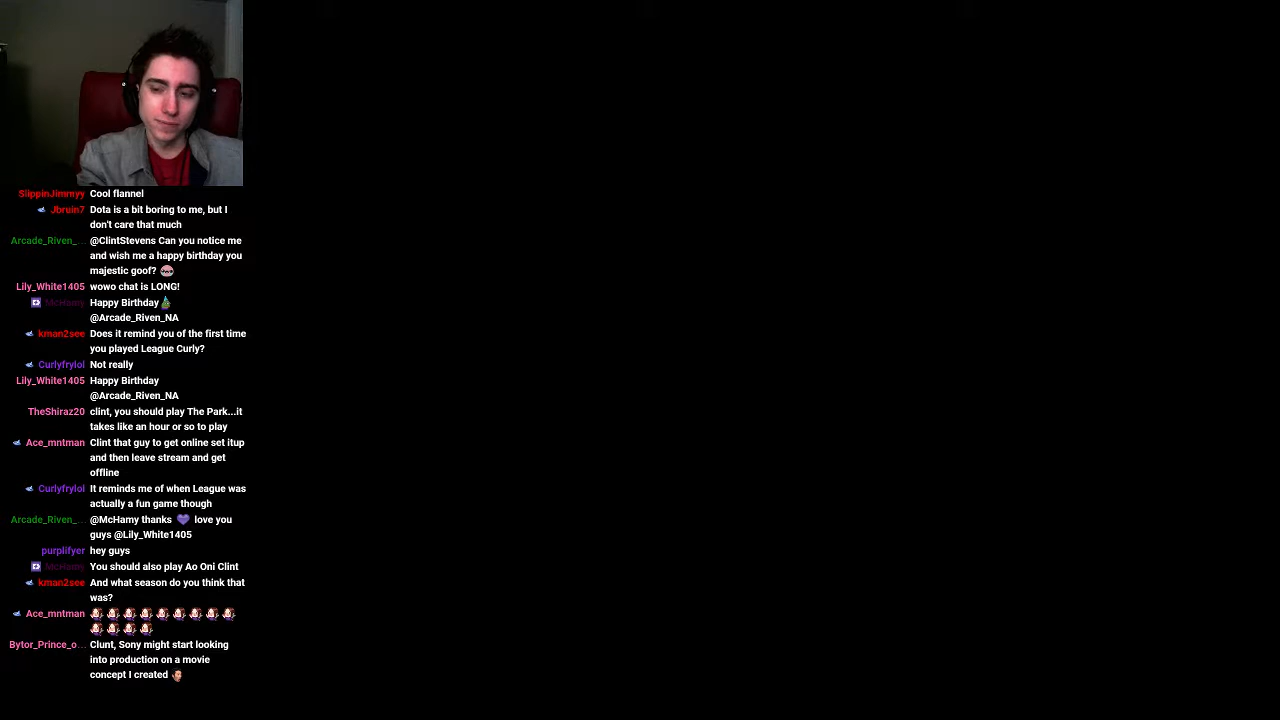 SlippinJimmyy Cool flannel
Jbruin7 Dota is a bit boring to me, but I
don't care that much
Arcade_Riven_... @ClintStevens Can you notice me
and wish me a happy birthday you
majestic goof?
Lily_White1405 wowo chat is LONG!
McHamy Happy Birthday
@Arcade_Riven_NA
kman2see Does it remind you of the first time
you played League Curly?
Curlyfrylol Not really
Lily_White1405 Happy Birthday
@Arcade_Riven_NA
TheShiraz20 clint, you should play The Park...it
takes like an hour or so to play
Ace_mntman Clint that guy to get online set itup
and then leave stream and get
offline
Curlyfrylol It reminds me of when League was
actually a fun game though
Arcade_Riven_... @McHamy thanks love you
guys @Lily_White1405
purplifyer hey guys
McHamy You should also play Ao Oni Clint
kman2see And what season do you think that
was?
Ace_mntman
Bytor_Prince_o... Clunt, Sony might start looking
into production on a movie
concept I created